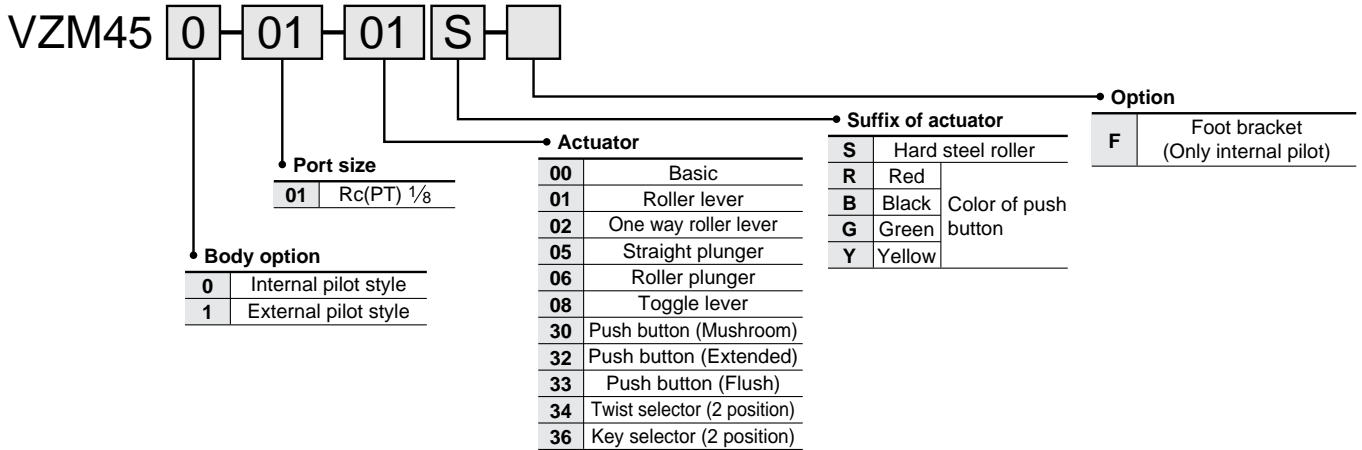 VZM45 0 - 01 - 01 S -
Option
F Foot bracket
(Only internal pilot)
Suffix of actuator
S Hard steel roller
R Red
B Black
G Green
Y Yellow
Color of push
button
Actuator
00 Basic
01 Roller lever
02 One way roller lever
05 Straight plunger
06 Roller plunger
08 Toggle lever
30 Push button (Mushroom)
32 Push button (Extended)
33 Push button (Flush)
34 Twist selector (2 position)
36 Key selector (2 position)
Port size
01 Rc(PT) 1/8
Body option
0 Internal pilot style
1 External pilot style